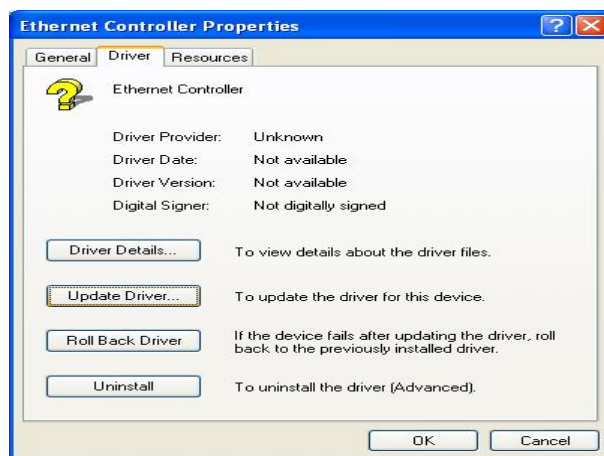 Ethernet Controller Properties
General Driver Resources
Ethernet Controller
Driver Provider: Unknown
Driver Date: Not available
Driver Version: Not available
Digital Signer: Not digitally signed
Driver Details... To view details about the driver files.
Update Driver... To update the driver for this device.
Roll Back Driver If the device fails after updating the driver, roll
back to the previously installed driver.
Uninstall To uninstall the driver (Advanced).
OK Cancel